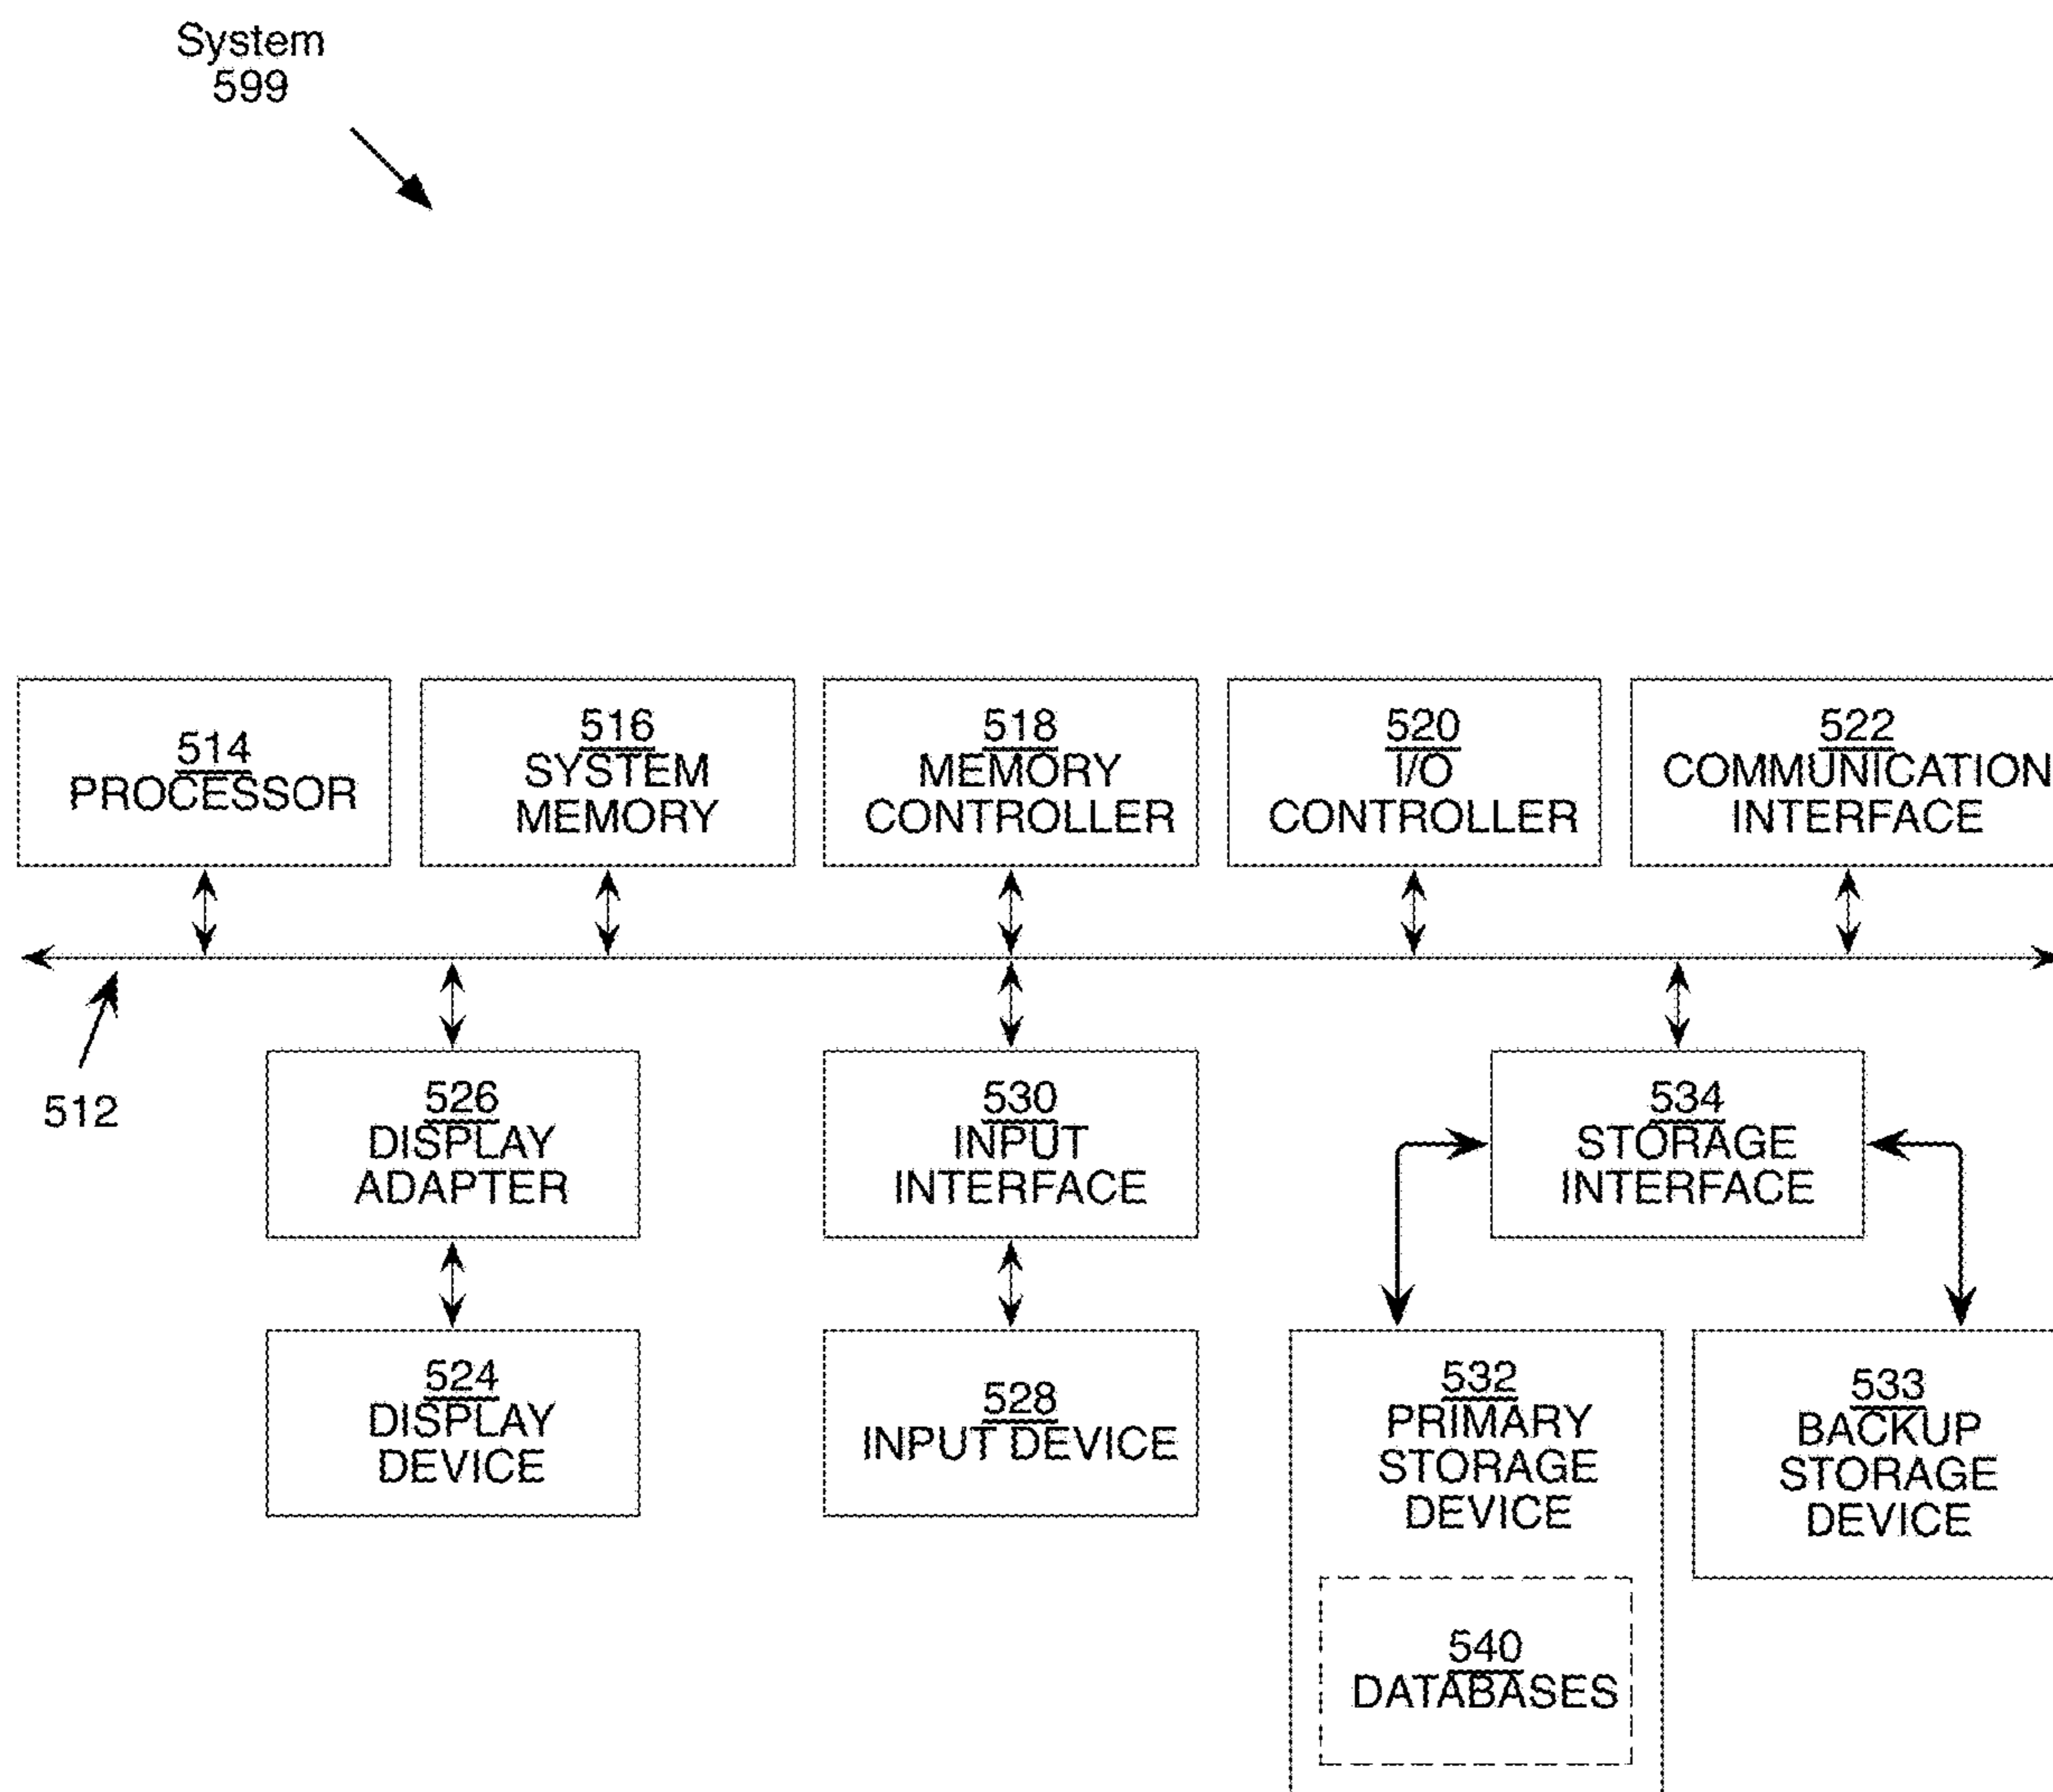 System
599
514
PROCESSOR
516
SYSTEM
MEMORY
518
MEMORY
CONTROLLER
520
I/O
CONTROLLER
522
COMMUNICATION
INTERFACE
512
526
DISPLAY
ADAPTER
530
INPUT
INTERFACE
534
STORAGE
INTERFACE
524
DISPLAY
DEVICE
528
INPUT DEVICE
532
PRIMARY
STORAGE
DEVICE
533
BACKUP
STORAGE
DEVICE
540
DATABASES